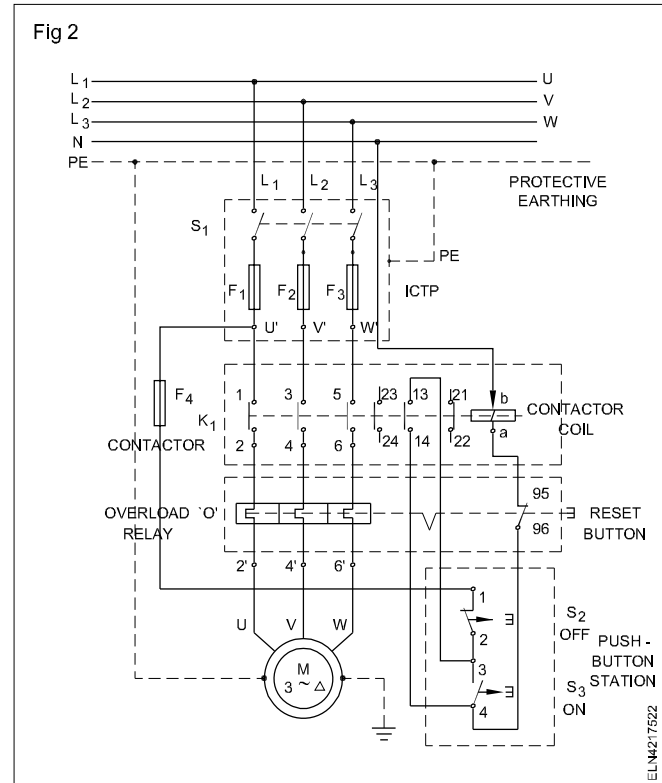 Fig 2
L1 U
L2 V
L3 W
N
PE
PROTECTIVE
EARTHING
L1 L2 L3
S1
PE
F1 F2 F3 ICTP
U' V' W'
F4
1 3 5 23 13 21 b
K1
CONTACTOR
COIL
CONTACTOR
2 4 6 24 14 22 a
95
OVERLOAD `O'
RELAY
RESET
BUTTON
96
2' 4' 6'
1
S2
OFF
2
U V W
PUSH -
BUTTON
STATION
3
M
3 ~ Δ
S3
ON
4
ELN4217522